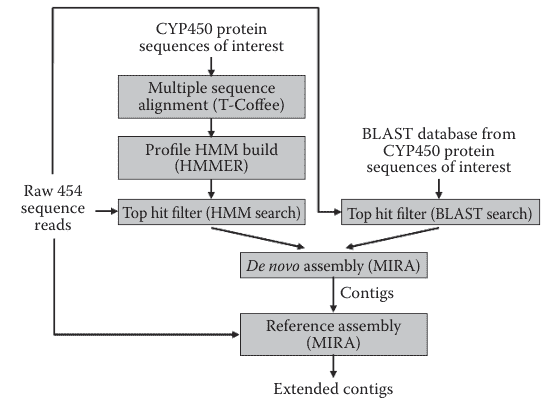 CYP450 protein
sequences of interest
Multiple sequence
alignment (T-Coffee)
Profile HMM build
(HMMER)
BLAST database from
CYP450 protein
sequences of interest
Raw 454
sequence
reads
Top hit filter (HMM search)
Top hit filter (BLAST search)
De novo assembly (MIRA)
Contigs
Reference assembly
(MIRA)
Extended contigs